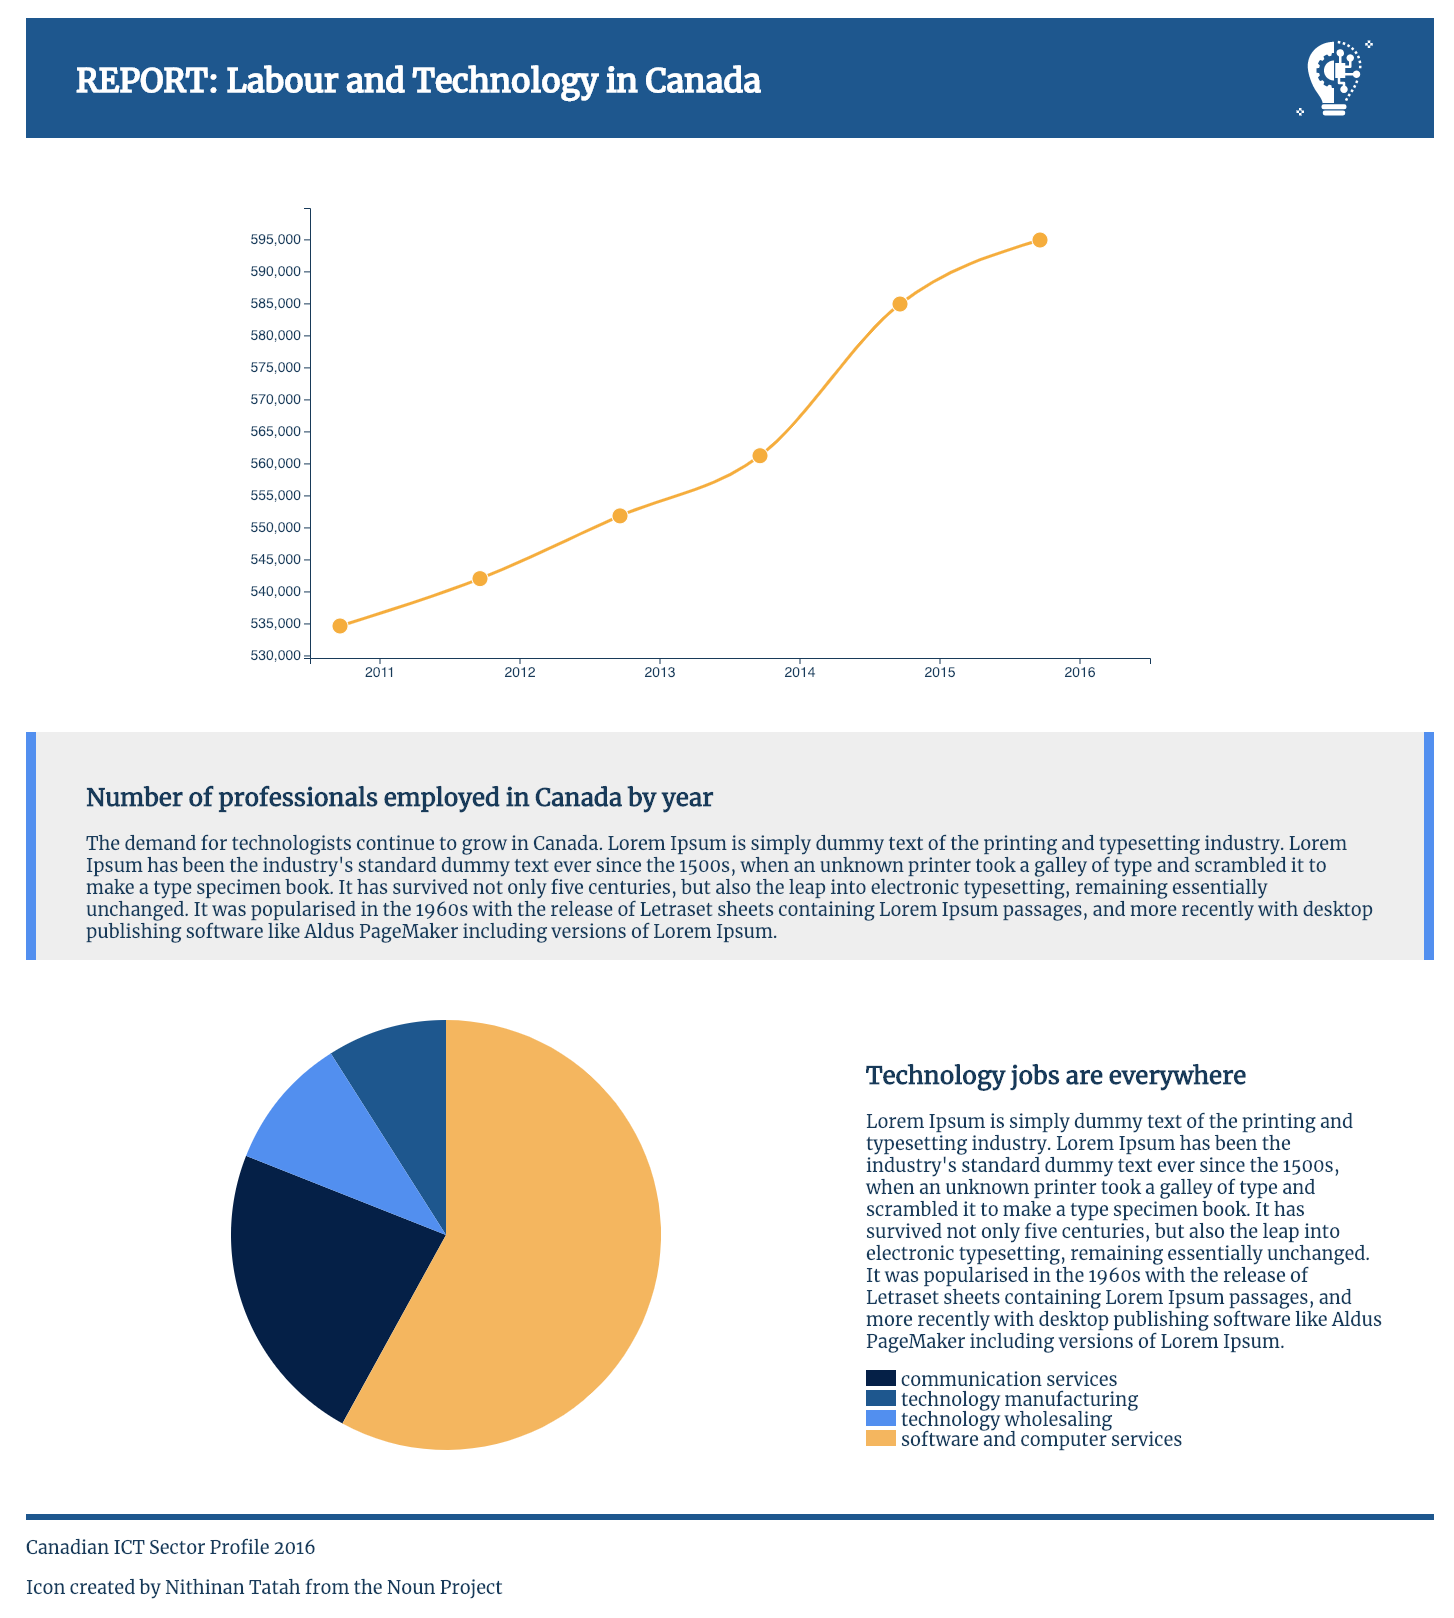 REPORT: Labour and Technology in Canada
595,000
590,000
585,000
580,000
575,000
570,000
565,000
560,000
555,000
550,000
545,000
540,000
535,000
530,000
2011 2012 2013 2014 2015 2016
Number of professionals employed in Canada by year
The demand for technologists continue to grow in Canada. Lorem Ipsum is simply dummy text of the printing and typesetting industry. Lorem
Ipsum has been the industry's standard dummy text ever since the 1500s, when an unknown printer took a galley of type and scrambled it to
make a type specimen book. It has survived not only five centuries, but also the leap into electronic typesetting, remaining essentially
unchanged. It was popularised in the 1960s with the release of Letraset sheets containing Lorem Ipsum passages, and more recently with desktop
publishing software like Aldus PageMaker including versions of Lorem Ipsum.
Technology jobs are everywhere
Lorem Ipsum is simply dummy text of the printing and
typesetting industry. Lorem Ipsum has been the
industry's standard dummy text ever since the 1500s,
when an unknown printer took a galley of type and
scrambled it to make a type specimen book. It has
survived not only five centuries, but also the leap into
electronic typesetting, remaining essentially unchanged.
It was popularised in the 1960s with the release of
Letraset sheets containing Lorem Ipsum passages, and
more recently with desktop publishing software like Aldus
PageMaker including versions of Lorem Ipsum.
communication services
technology manufacturing
technology wholesaling
software and computer services
Canadian ICT Sector Profile 2016
Icon created by Nithinan Tatah from the Noun Project